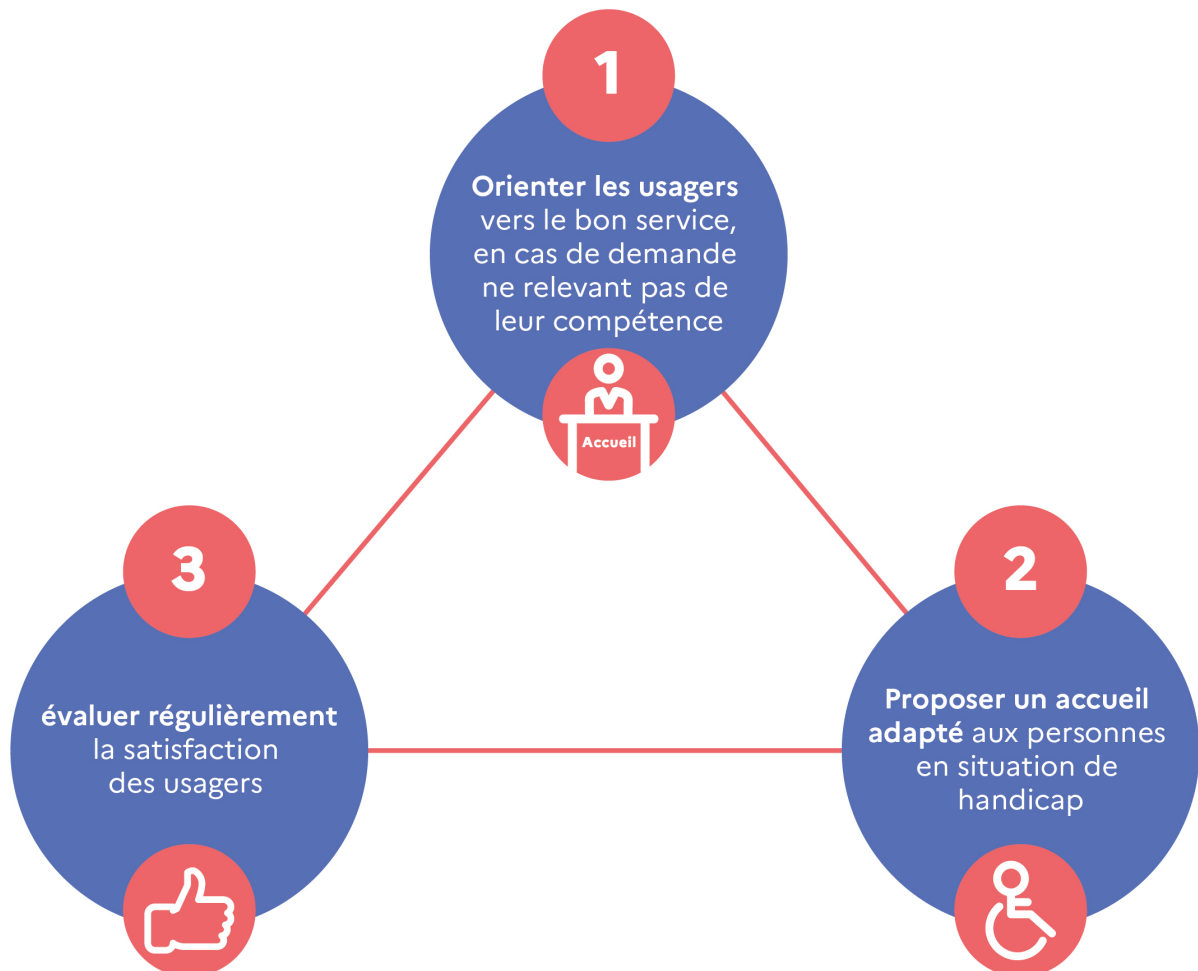 1
Orienter les usagers
vers le bon service,
en cas de demande
ne relevant pas de
leur compétence
Accueil
2
Proposer un accueil
adapté aux personnes
en situation de
handicap
3
évaluer régulièrement
la satisfaction
des usagers